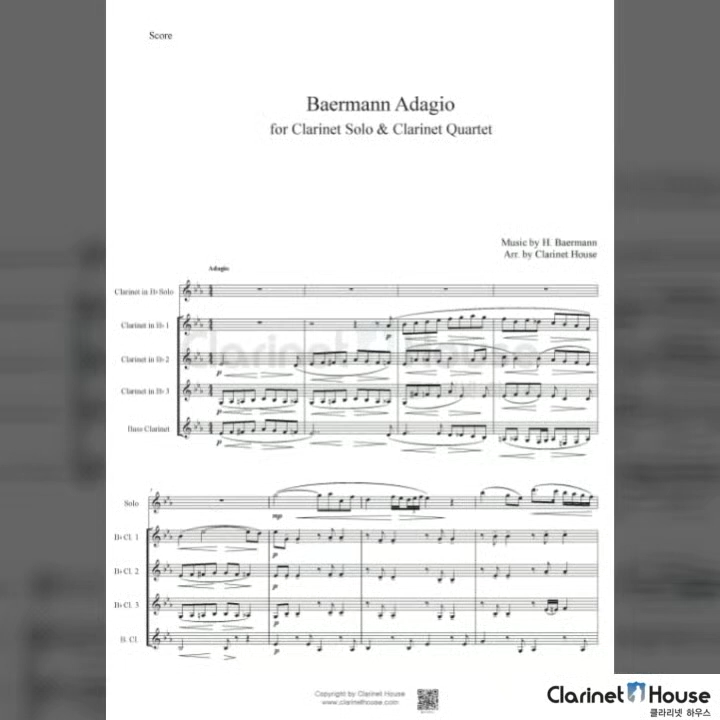 Score
Baermann Adagio
for Clarinet Solo & Clarinet Quartet
Music by H. Baermann
Arr. by Clarinet House
Adagio
Clarinet in B♭ Solo
Clarinet in B♭ 1
Clarinet in B♭ 2
Clarinet in B♭ 3
Bass Clarinet
Clarinet House
p
p
p
p
p
Solo
mp
B♭ Cl. 1
p
B♭ Cl. 2
p
B♭ Cl. 3
p
B. Cl.
p
Copyright by Clarinet House
www.clarinethouse.com
Clarinet House
클라리넷 하우스